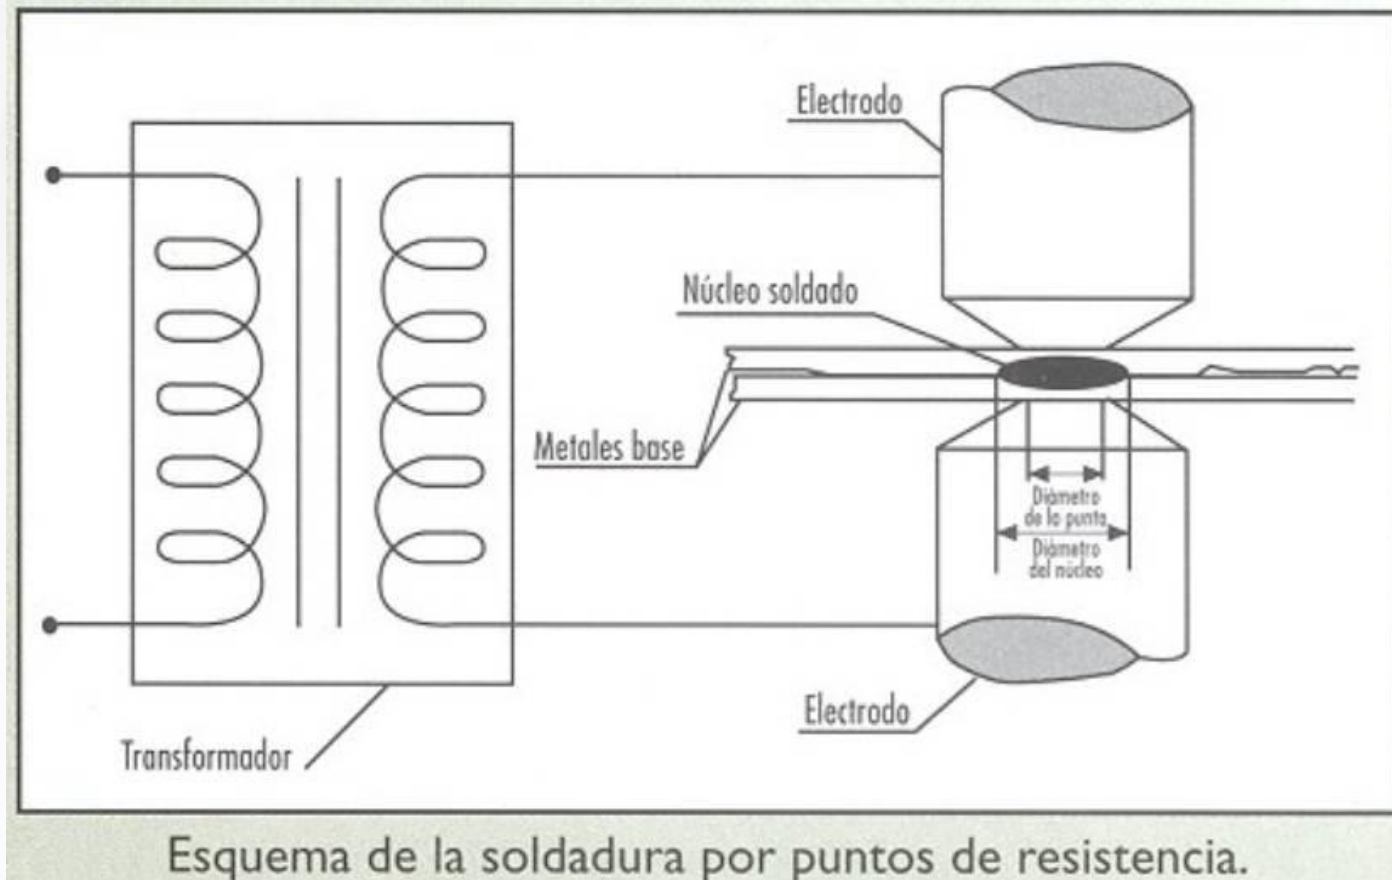 Electrodo
Núcleo soldado
Metales base
Diámetro
de la punta
Diámetro
del núcleo
Electrodo
Transformador
Esquema de la soldadura por puntos de resistencia.